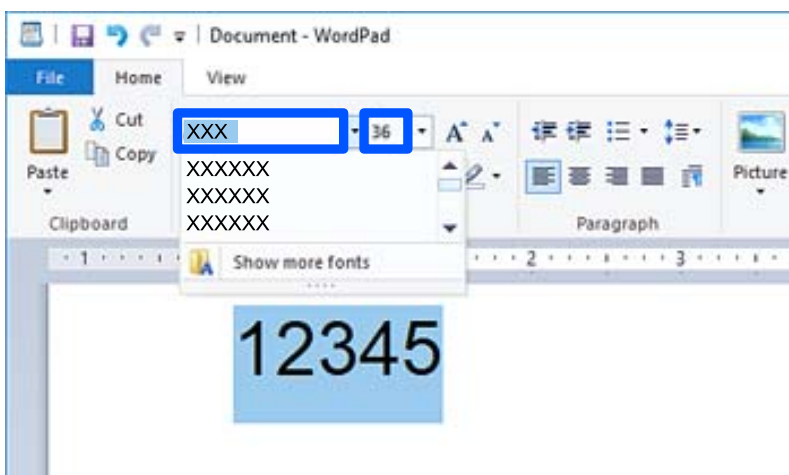 Document - WordPad
File Home View
Cut
Copy
Paste
Clipboard
XXX 36 A A
XXXXXX
XXXXXX
XXXXXX
Show more fonts
Paragraph
Picture
1 2 3
12345